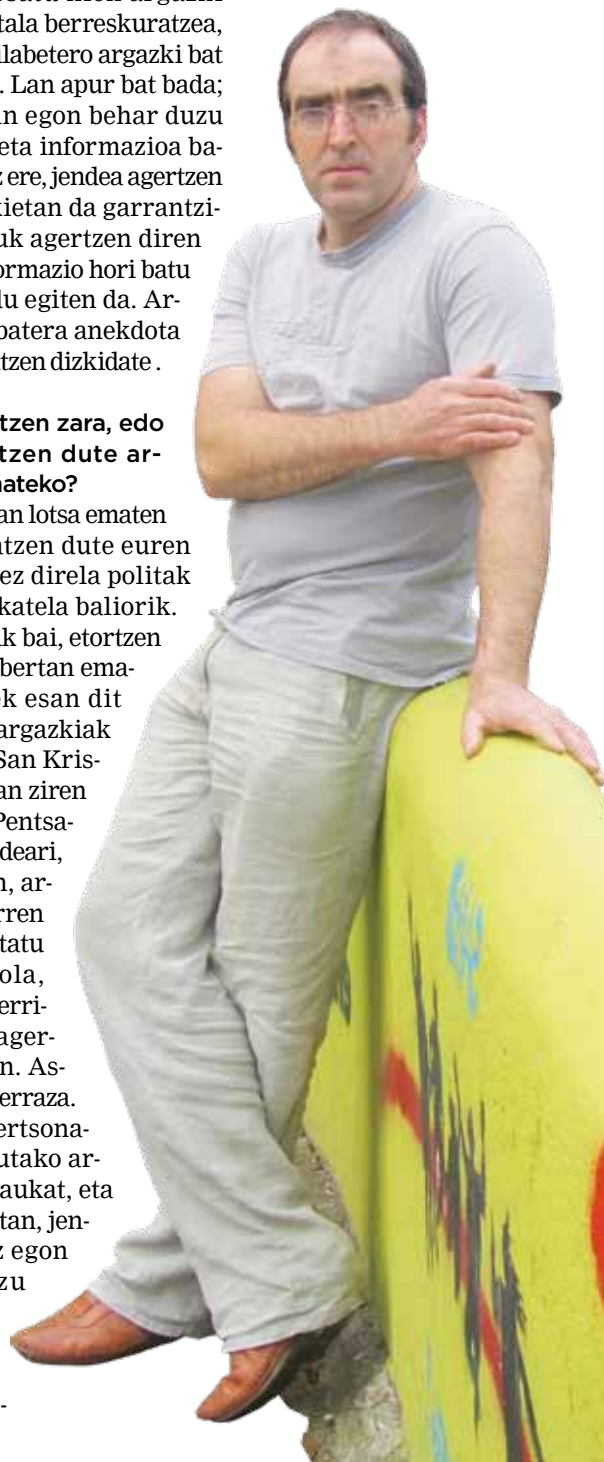 tala berreskuratzea,
ilabetero argazki bat
. Lan apur bat bada;
n egon behar duzu
eta informazioa ba-
z ere, jendea agertzen
kietan da garrantzi-
uk agertzen diren
ormazio hori batu
du egiten da. Ar-
batera anekdota
tzen dizkidate .
tzen zara, edo
tzen dute ar-
nateko?
an lotsa ematen
ntzen dute euren
ez direla politak
katela baliorik.
k bai, etortzen
bertan ema-
ek esan dit
argazkiak
San Kris-
an ziren
Pentsa-
deari,
n, ar-
rren
tatu
ola,
erri-
ager-
n. As-
erraza.
ertsona-
utako ar-
aukat, eta
tan, jen-
z egon
zu
-